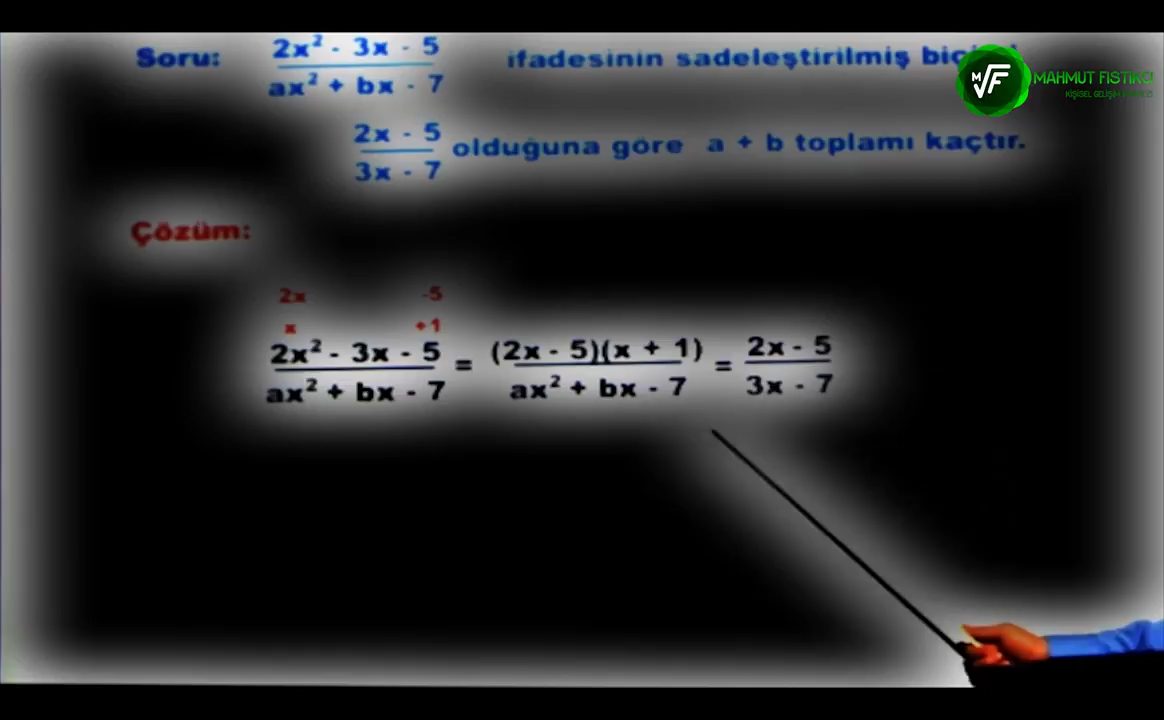 Soru: 2x² - 3x - 5 / ax² + bx - 7 ifadesinin sadeleştirilmiş
2x - 5 / 3x - 7 olduğuna göre a + b toplamı kaçtır.
Çözüm:
2x -5
x +1
2x² - 3x - 5 / ax² + bx - 7 = (2x - 5)(x + 1) / ax² + bx - 7 = 2x - 5 / 3x - 7
MF
MAHMUT FISTIKÇI